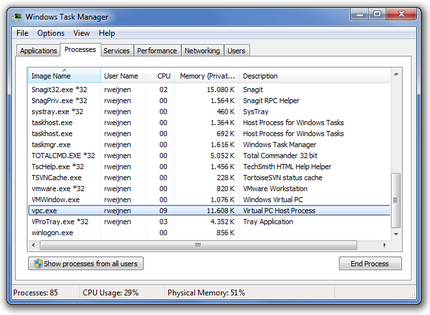 Windows Task Manager
File Options View Help
Applications Processes Services Performance Networking Users
Image Name User Name CPU Memory (Privat... Description
Snagit32.exe *32 rweijnen 02 15.080 K Snagit
SnagPriv.exe *32 rweijnen 00 1.564 K Snagit RPC Helper
systray.exe *32 rweijnen 00 460 K SysTray
taskhost.exe rweijnen 00 1.364 K Host Process for Windows Tasks
taskhost.exe rweijnen 00 692 K Host Process for Windows Tasks
taskmgr.exe rweijnen 00 1.616 K Windows Task Manager
TOTALCMD.EXE *32 rweijnen 00 5.052 K Total Commander 32 bit
TscHelp.exe *32 rweijnen 00 1.456 K TechSmith HTML Help Helper
TSVNCache.exe rweijnen 00 228 K TortoiseSVN status cache
vmware.exe *32 rweijnen 00 820 K VMware Workstation
VMWindow.exe rweijnen 00 1.076 K Windows Virtual PC
vpc.exe rweijnen 09 11.608 K Virtual PC Host Process
VProTray.exe *32 rweijnen 03 4.352 K Tray Application
winlogon.exe 00 856 K
Show processes from all users End Process
Processes: 85 CPU Usage: 29% Physical Memory: 51%